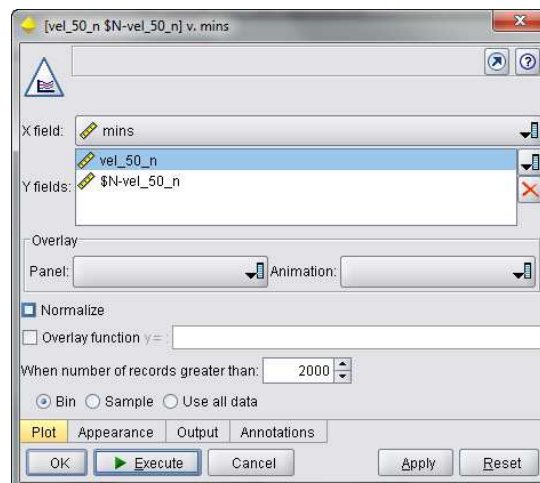 [vel_50_n $N-vel_50_n] v. mins
X field: mins
Y fields: vel_50_n
$N-vel_50_n
Overlay
Panel: Animation:
Normalize
Overlay function y =
When number of records greater than: 2000
Bin Sample Use all data
Plot Appearance Output Annotations
OK Execute Cancel Apply Reset